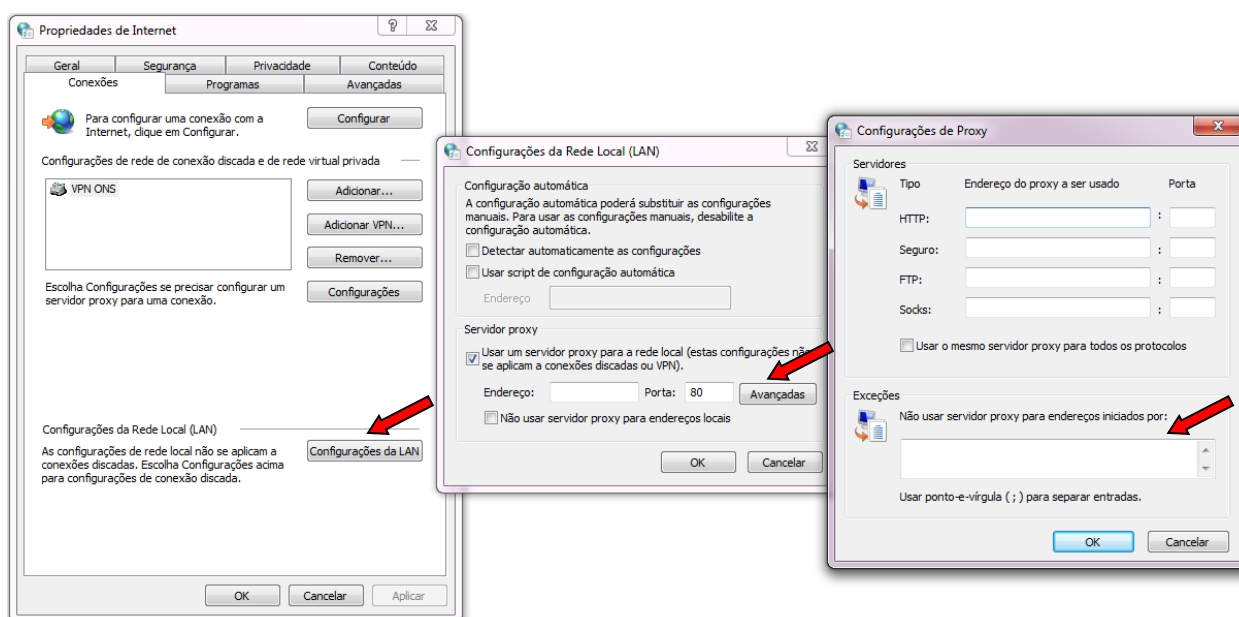 Propriedades de Internet
Geral
Segurança
Privacidade
Conteúdo
Conexões
Programas
Avançadas
Para configurar uma conexão com a
Internet, clique em Configurar.
Configurar
Configurações de rede de conexão discada e de rede virtual privada
VPN ONS
Adicionar...
Adicionar VPN...
Remover...
Escolha Configurações se precisar configurar um
servidor proxy para uma conexão.
Configurações
Configurações da Rede Local (LAN)
As configurações de rede local não se aplicam a
conexões discadas. Escolha Configurações acima
para configurações de conexão discada.
Configurações da LAN
OK
Cancelar
Aplicar
Configurações da Rede Local (LAN)
Configuração automática
A configuração automática poderá substituir as configurações
manuais. Para usar as configurações manuais, desabilite a
configuração automática.
Detectar automaticamente as configurações
Usar script de configuração automática
Endereço
Servidor proxy
Usar um servidor proxy para a rede local (estas configurações não
se aplicam a conexões discadas ou VPN).
Endereço:
Porta:
80
Avançadas
Não usar servidor proxy para endereços locais
OK
Cancelar
Configurações de Proxy
Servidores
Tipo
Endereço do proxy a ser usado
Porta
HTTP:
:
Seguro:
:
FTP:
:
Socks:
:
Usar o mesmo servidor proxy para todos os protocolos
Exceções
Não usar servidor proxy para endereços iniciados por:
Usar ponto-e-vírgula ( ; ) para separar entradas.
OK
Cancelar